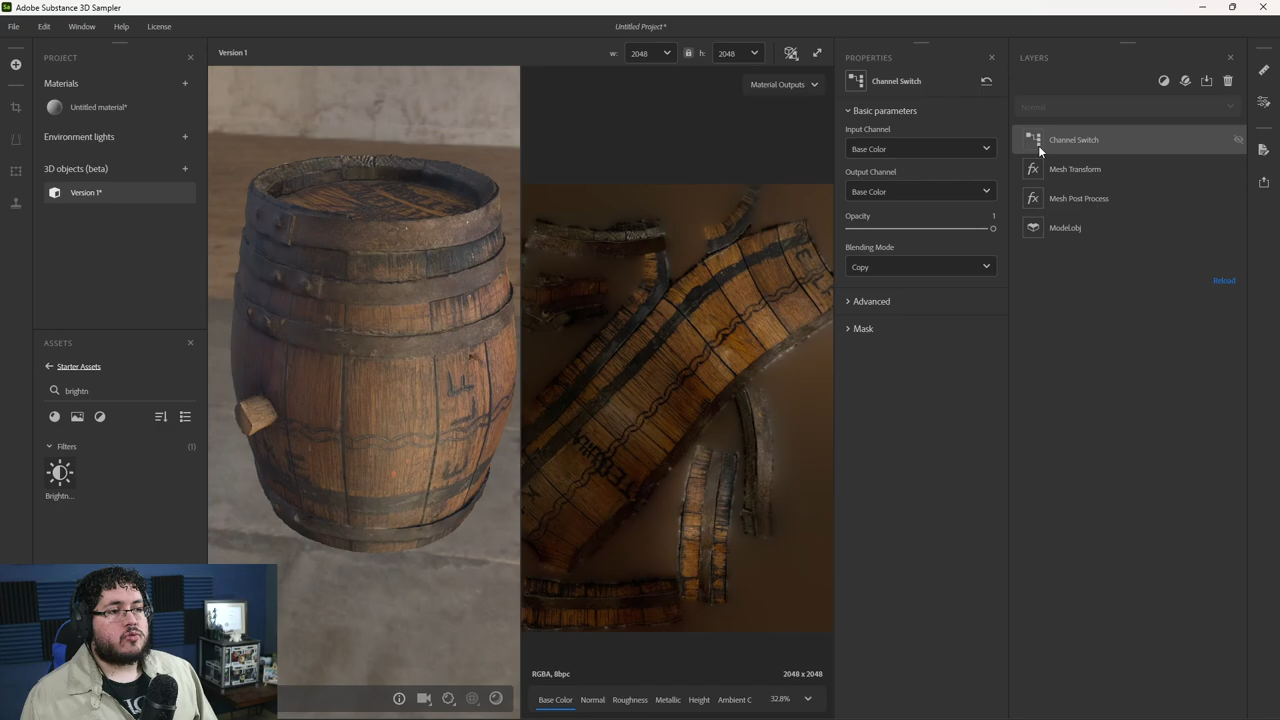 Sa Adobe Substance 3D Sampler
File Edit Window Help License
Untitled Project *
PROJECT
Materials
Untitled material*
Environment lights
3D objects (beta)
Version 1*
ASSETS
Starter Assets
brightn
Filters (1)
Brightn...
Version 1
w: 2048 h: 2048
Material Outputs
RGBA, 8bpc 2048 x 2048
Base Color Normal Roughness Metallic Height Ambient C 32.8%
PROPERTIES
Channel Switch
Basic parameters
Input Channel
Base Color
Output Channel
Base Color
Opacity 1
Blending Mode
Copy
Advanced
Mask
LAYERS
Normal
Channel Switch
Mesh Transform
Mesh Post Process
Model.obj
Reload